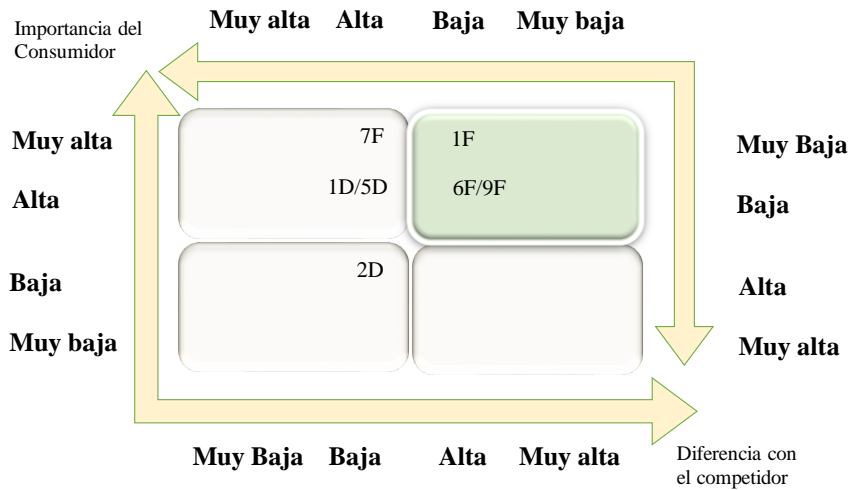 Importancia del
Consumidor
Muy alta Alta Baja Muy baja
Muy alta 7F 1F Muy Baja
Alta 1D/5D 6F/9F Baja
Baja 2D Alta
Muy baja Muy alta
Muy Baja Baja Alta Muy alta
Diferencia con
el competidor